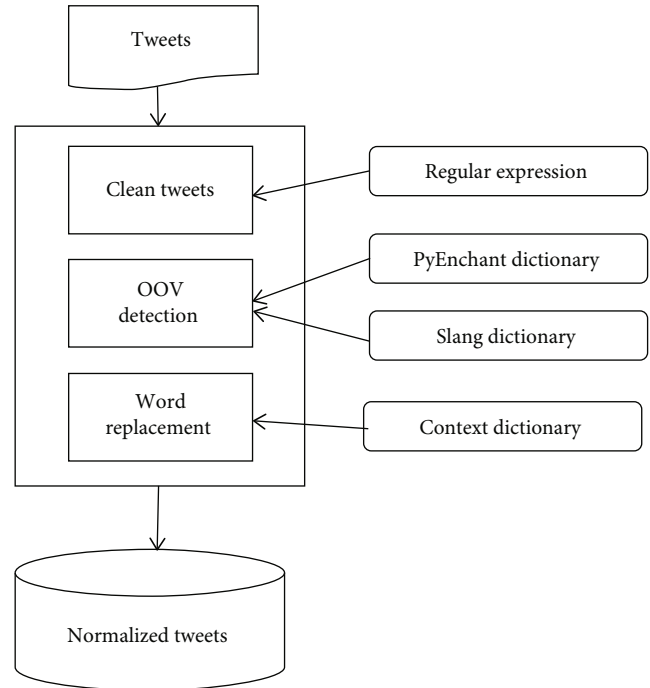 Tweets
Clean tweets
Regular expression
OOV
detection
PyEnchant dictionary
Slang dictionary
Word
replacement
Context dictionary
Normalized tweets